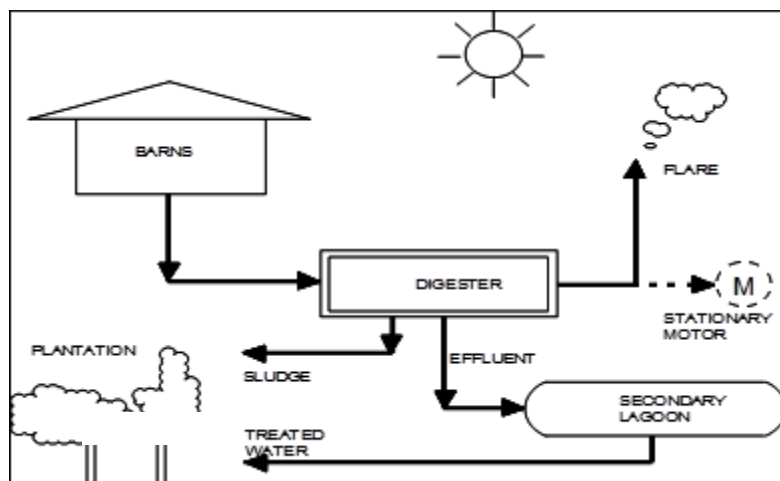 BARNS
FLARE
DIGESTER
M
STATIONARY
MOTOR
PLANTATION
SLUDGE
EFFLUENT
SECONDARY
LAGOON
TREATED
WATER